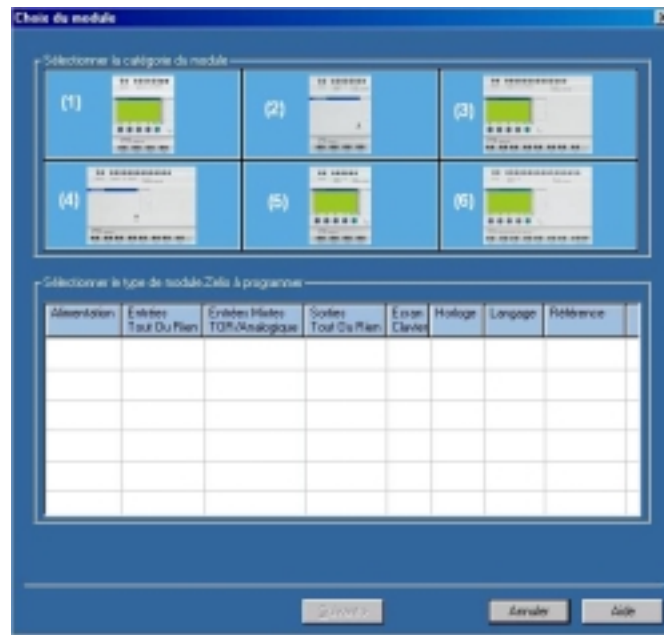 Choix du module
Sélectionner la catégorie du module
(1)
(2)
(3)
(4)
(5)
(6)
Sélectionner le type de module Zelio à programmer
Alimentation
Entrées
Tout Ou Rien
Entrées Mixtes
TOR/Analogique
Sorties
Tout Ou Rien
Ecran
Clavier
Horloge
Langage
Référence
Annuler
Aide